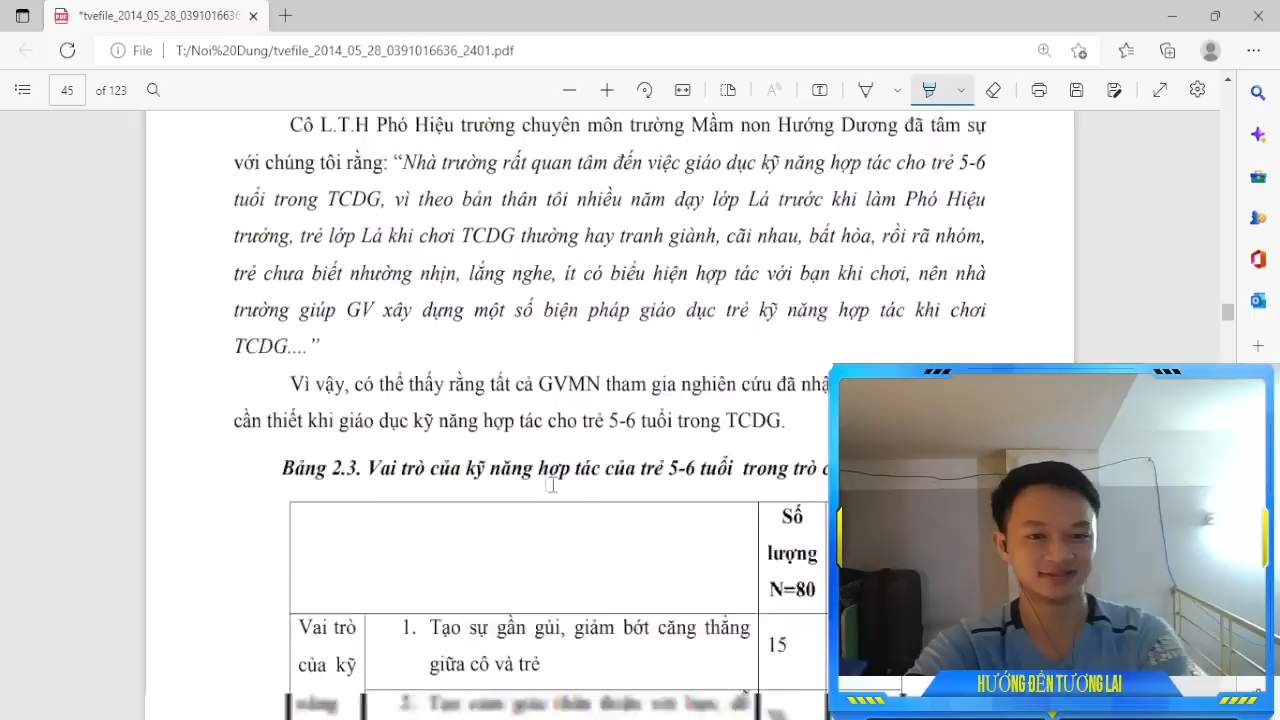 *tvefile_2014_05_28_0391016636
File
T:/Noi%20Dung/tvefile_2014_05_28_0391016636_2401.pdf
45
of 123
Cô L.T.H Phó Hiệu trưởng chuyên môn trường Mầm non Hướng Dương đã tâm sự
với chúng tôi rằng: “Nhà trường rất quan tâm đến việc giáo dục kỹ năng hợp tác cho trẻ 5-6
tuổi trong TCDG, vì theo bản thân tôi nhiều năm dạy lớp Lá trước khi làm Phó Hiệu
trưởng, trẻ lớp Lá khi chơi TCDG thường hay tranh giành, cãi nhau, bất hòa, rồi rã nhóm,
trẻ chưa biết nhường nhịn, lắng nghe, ít có biểu hiện hợp tác với bạn khi chơi, nên nhà
trường giúp GV xây dựng một số biện pháp giáo dục trẻ kỹ năng hợp tác khi chơi
TCDG....”
Vì vậy, có thể thấy rằng tất cả GVMN tham gia nghiên cứu đã
cần thiết khi giáo dục kỹ năng hợp tác cho trẻ 5-6 tuổi trong TCDG.
Bảng 2.3. Vai trò của kỹ năng hợp tác của trẻ 5-6 tuổi trong trò
Số
lượng
N=80
Vai trò
của kỹ
năng
1. Tạo sự gần gủi, giảm bớt căng thẳng
giữa cô và trẻ
15
HƯỚNG ĐẾN TƯƠNG LAI